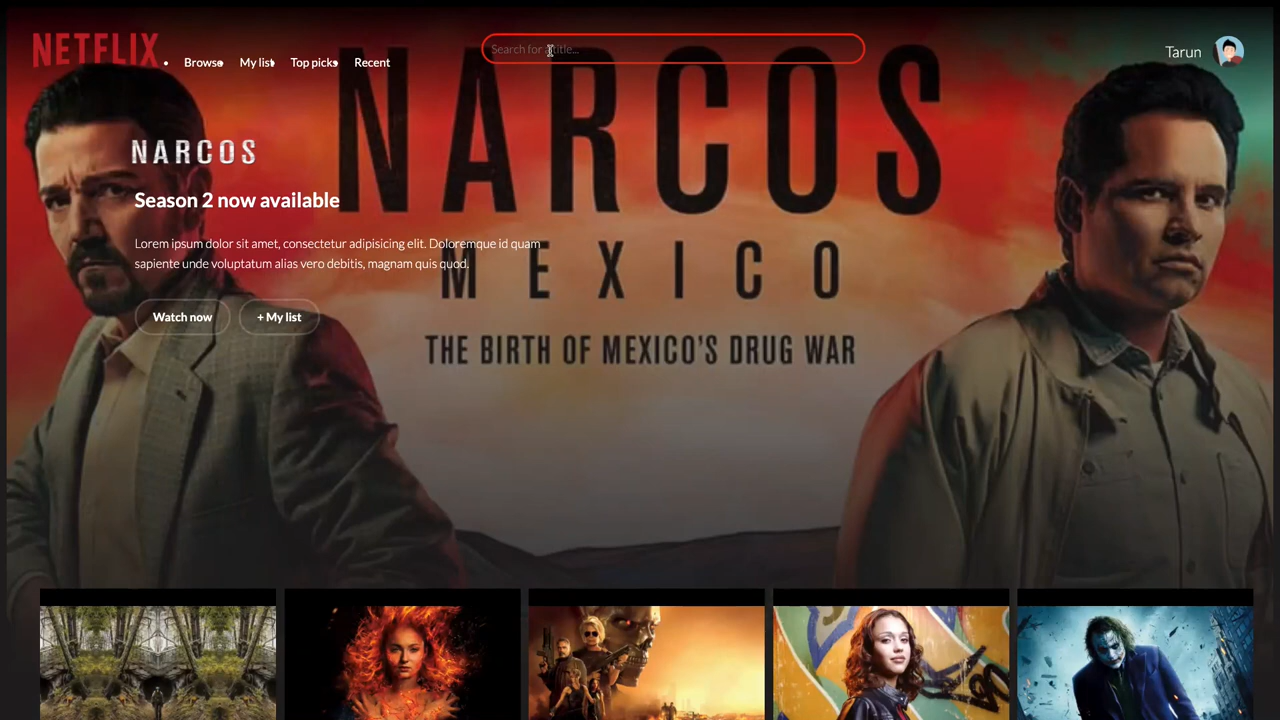 NETFLIX
Browse
My list
Top picks
Recent
Search for a title...
Tarun
NARCOS
MEXICO
THE BIRTH OF MEXICO'S DRUG WAR
NARCOS
Season 2 now available
Lorem ipsum dolor sit amet, consectetur adipisicing elit. Doloremque id quam
sapiente unde voluptatum alias vero debitis, magnam quis quod.
Watch now
+ My list